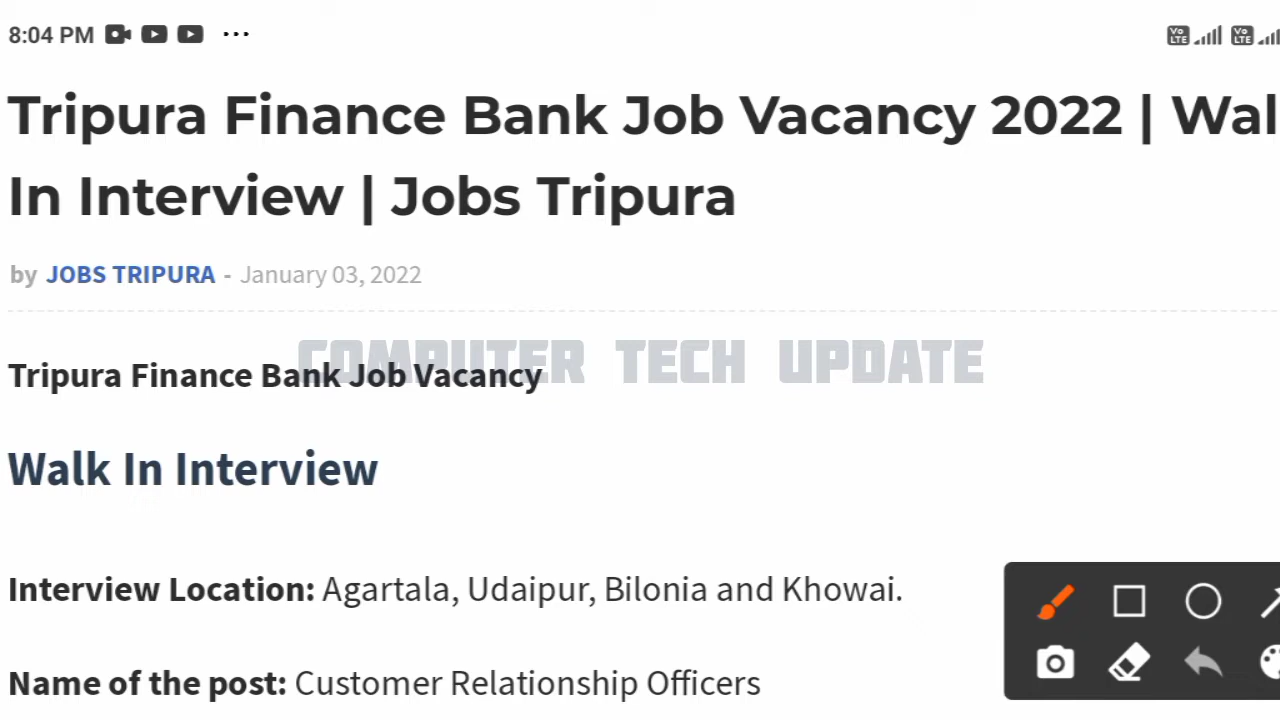 8:04 PM
Tripura Finance Bank Job Vacancy 2022 | Wal
In Interview | Jobs Tripura
by JOBS TRIPURA - January 03, 2022
COMPUTER TECH UPDATE
Tripura Finance Bank Job Vacancy
Walk In Interview
Interview Location: Agartala, Udaipur, Bilonia and Khowai.
Name of the post: Customer Relationship Officers